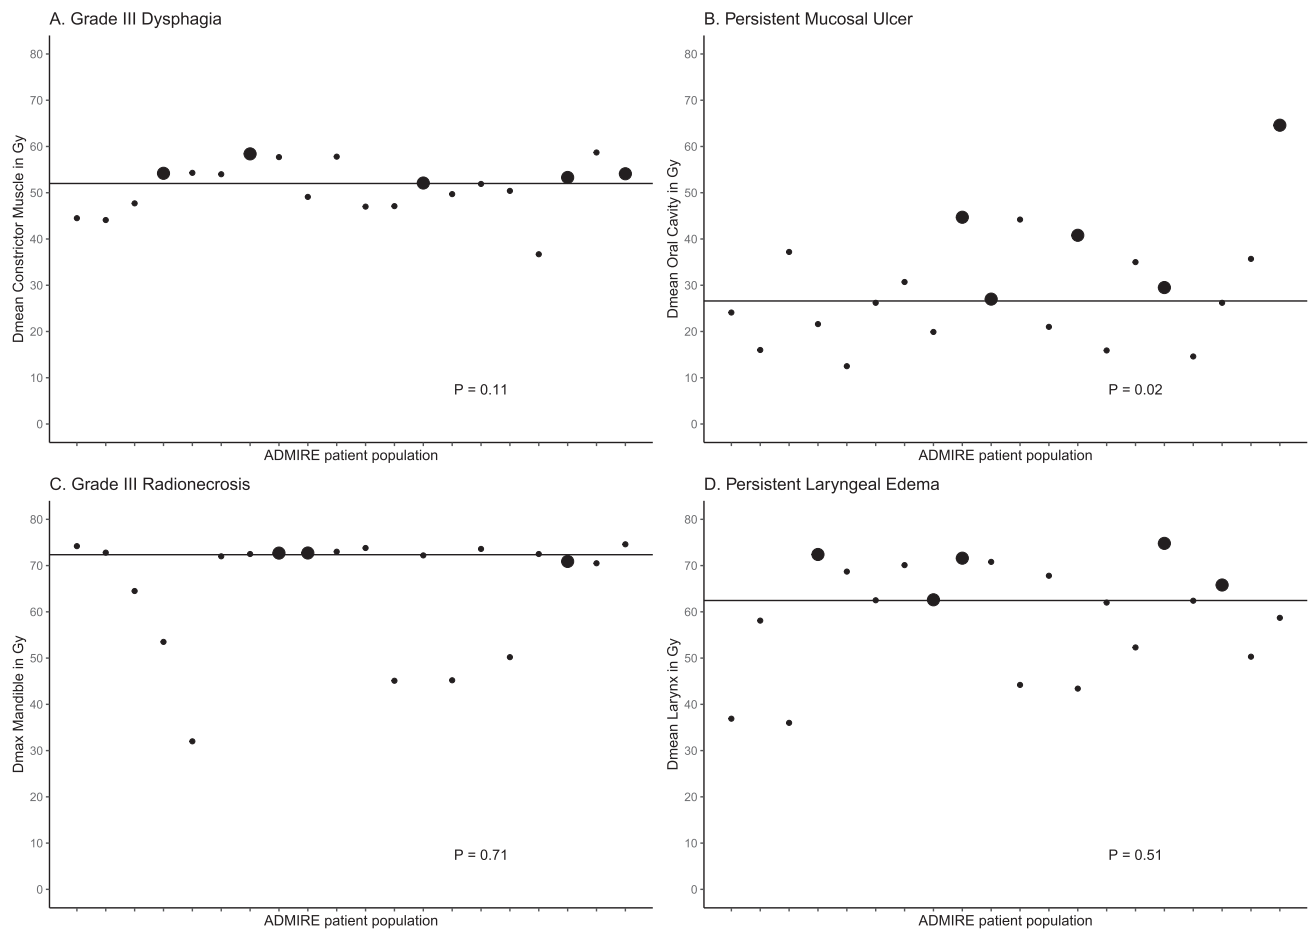 A. Grade III Dysphagia
Dmean Constrictor Muscle in Gy
80
70
60
50
40
30
20
10
0
P = 0.11
ADMIRE patient population
B. Persistent Mucosal Ulcer
Dmean Oral Cavity in Gy
80
70
60
50
40
30
20
10
0
P = 0.02
ADMIRE patient population
C. Grade III Radionecrosis
Dmax Mandible in Gy
80
70
60
50
40
30
20
10
0
P = 0.71
ADMIRE patient population
D. Persistent Laryngeal Edema
Dmean Larynx in Gy
80
70
60
50
40
30
20
10
0
P = 0.51
ADMIRE patient population